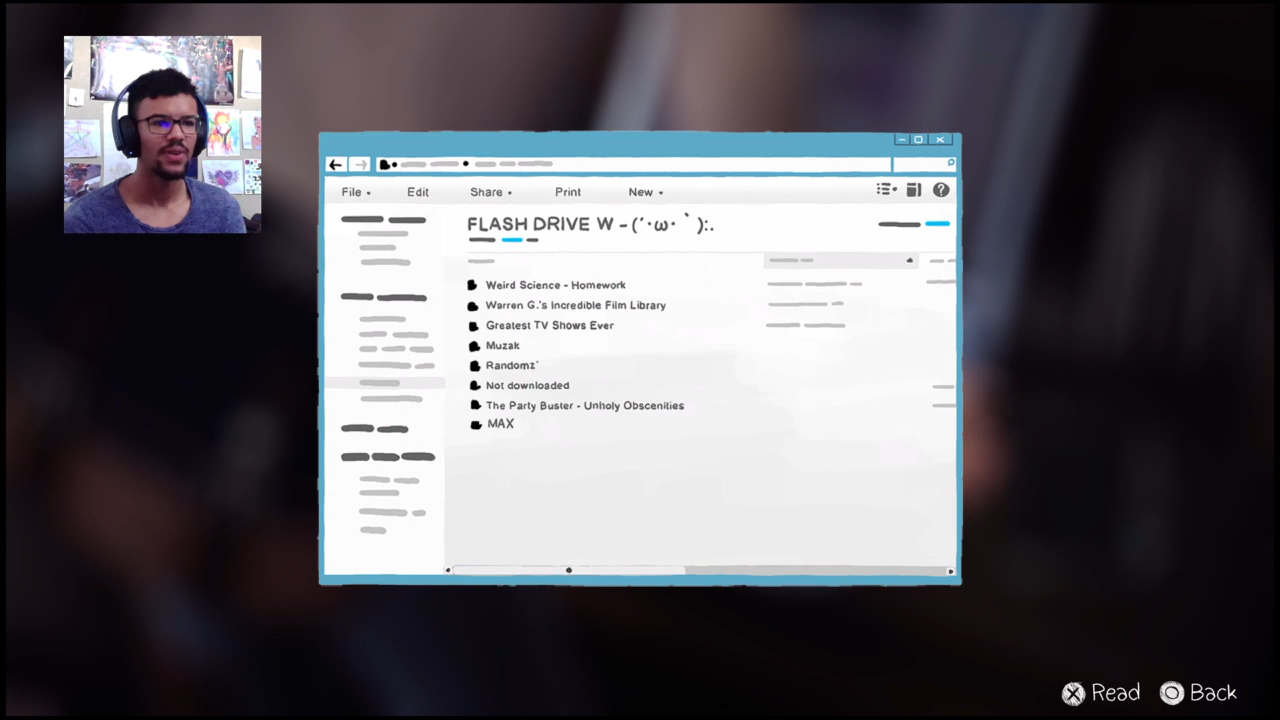 File Edit Share Print New
FLASH DRIVE W -(´･ω･｀):.
Weird Science - Homework
Warren G.'s Incredible Film Library
Greatest TV Shows Ever
Muzak
Randomz'
Not downloaded
The Party Buster - Unholy Obscenities
MAX
Read Back